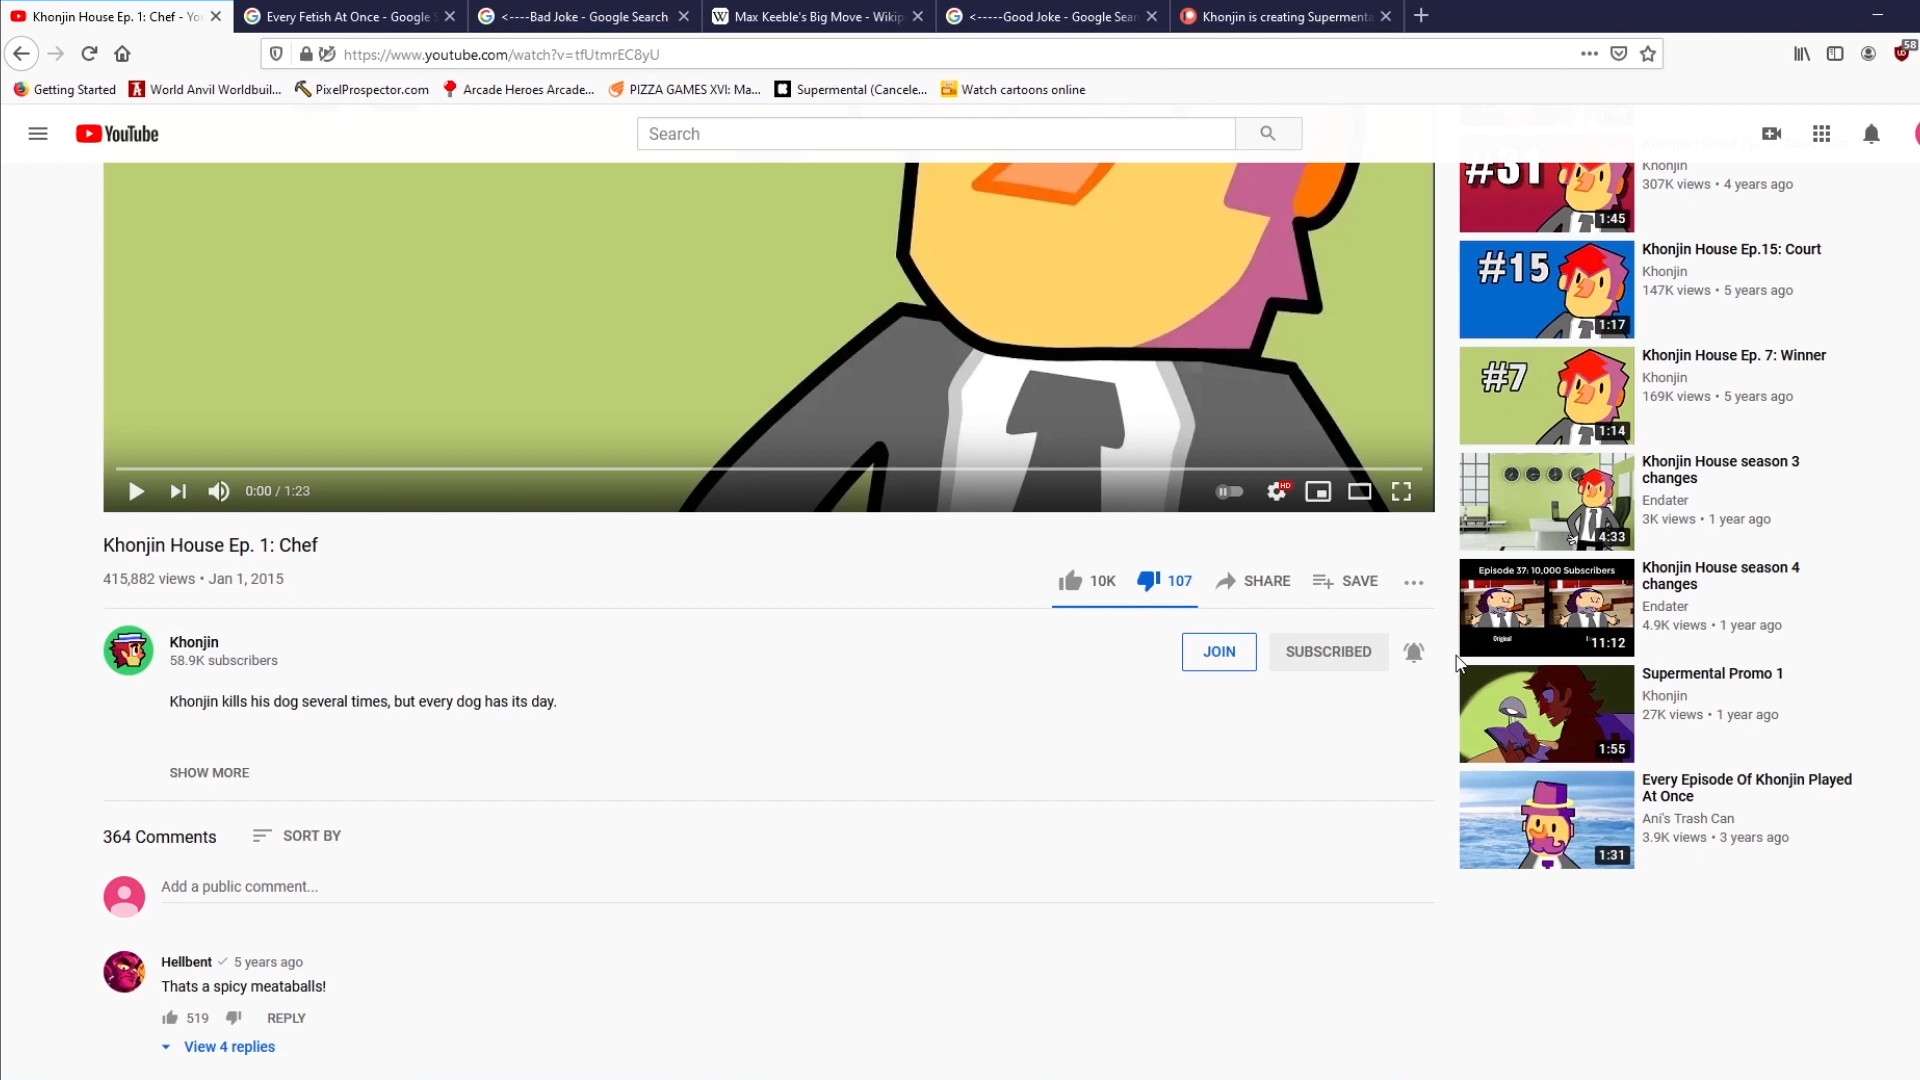 Khonjin House Ep. 1: Chef - Yo
Every Fetish At Once - Google S
<----Bad Joke - Google Search
Max Keeble's Big Move - Wikip
<-----Good Joke - Google Sear
Khonjin is creating Supermenta
https://www.youtube.com/watch?v=tfUtmrEC8yU
58
Getting Started
World Anvil Worldbuil...
PixelProspector.com
Arcade Heroes Arcade...
PIZZA GAMES XVI: Ma...
Supermental (Cancele...
Watch cartoons online
YouTube
Search
0:00 / 1:23
HD
Khonjin House Ep. 1: Chef
415,882 views • Jan 1, 2015
10K
107
SHARE
SAVE
Khonjin
58.9K subscribers
JOIN
SUBSCRIBED
Khonjin kills his dog several times, but every dog has its day.
SHOW MORE
364 Comments
SORT BY
Add a public comment...
Hellbent 5 years ago
Thats a spicy meataballs!
519
REPLY
View 4 replies
#31
1:45
Khonjin
307K views • 4 years ago
#15
1:17
Khonjin House Ep.15: Court
Khonjin
147K views • 5 years ago
#7
1:14
Khonjin House Ep. 7: Winner
Khonjin
169K views • 5 years ago
4:33
Khonjin House season 3
changes
Endater
3K views • 1 year ago
Episode 37: 10,000 Subscribers
Original
11:12
Khonjin House season 4
changes
Endater
4.9K views • 1 year ago
1:55
Supermental Promo 1
Khonjin
27K views • 1 year ago
1:31
Every Episode Of Khonjin Played
At Once
Ani's Trash Can
3.9K views • 3 years ago